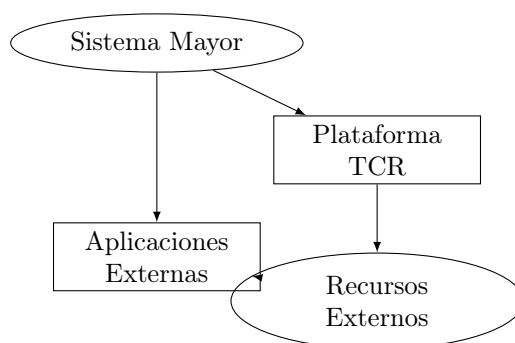 Sistema Mayor
Plataforma
TCR
Aplicaciones
Externas
Recursos
Externos